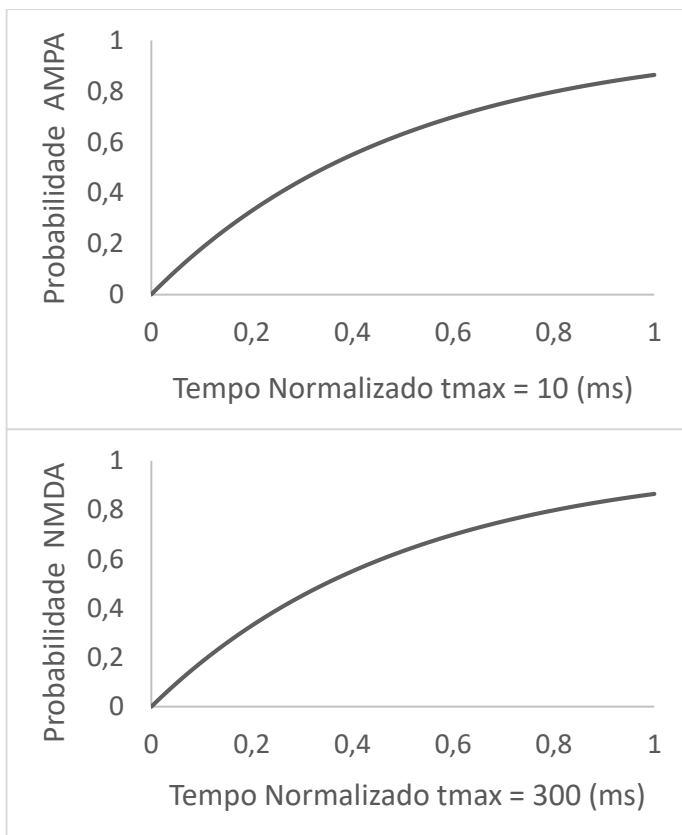 Probabilidade AMPA
1
0,8
0,6
0,4
0,2
0
0 0,2 0,4 0,6 0,8 1
Tempo Normalizado tmax = 10 (ms)
Probabilidade NMDA
1
0,8
0,6
0,4
0,2
0
0 0,2 0,4 0,6 0,8 1
Tempo Normalizado tmax = 300 (ms)